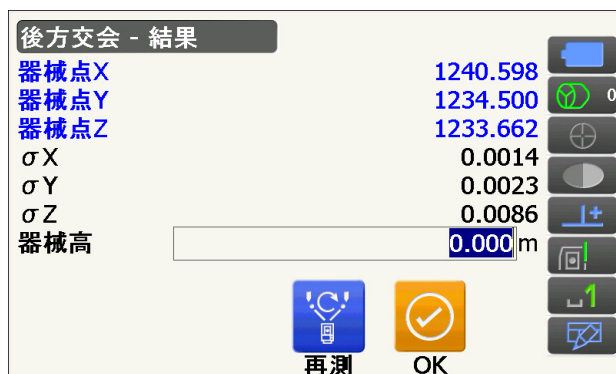 後方交会 - 結果
器械点X 1240.598
器械点Y 1234.500
器械点Z 1233.662
σX 0.0014
σY 0.0023
σZ 0.0086
器械高 0.000 m
再測 OK
0
1